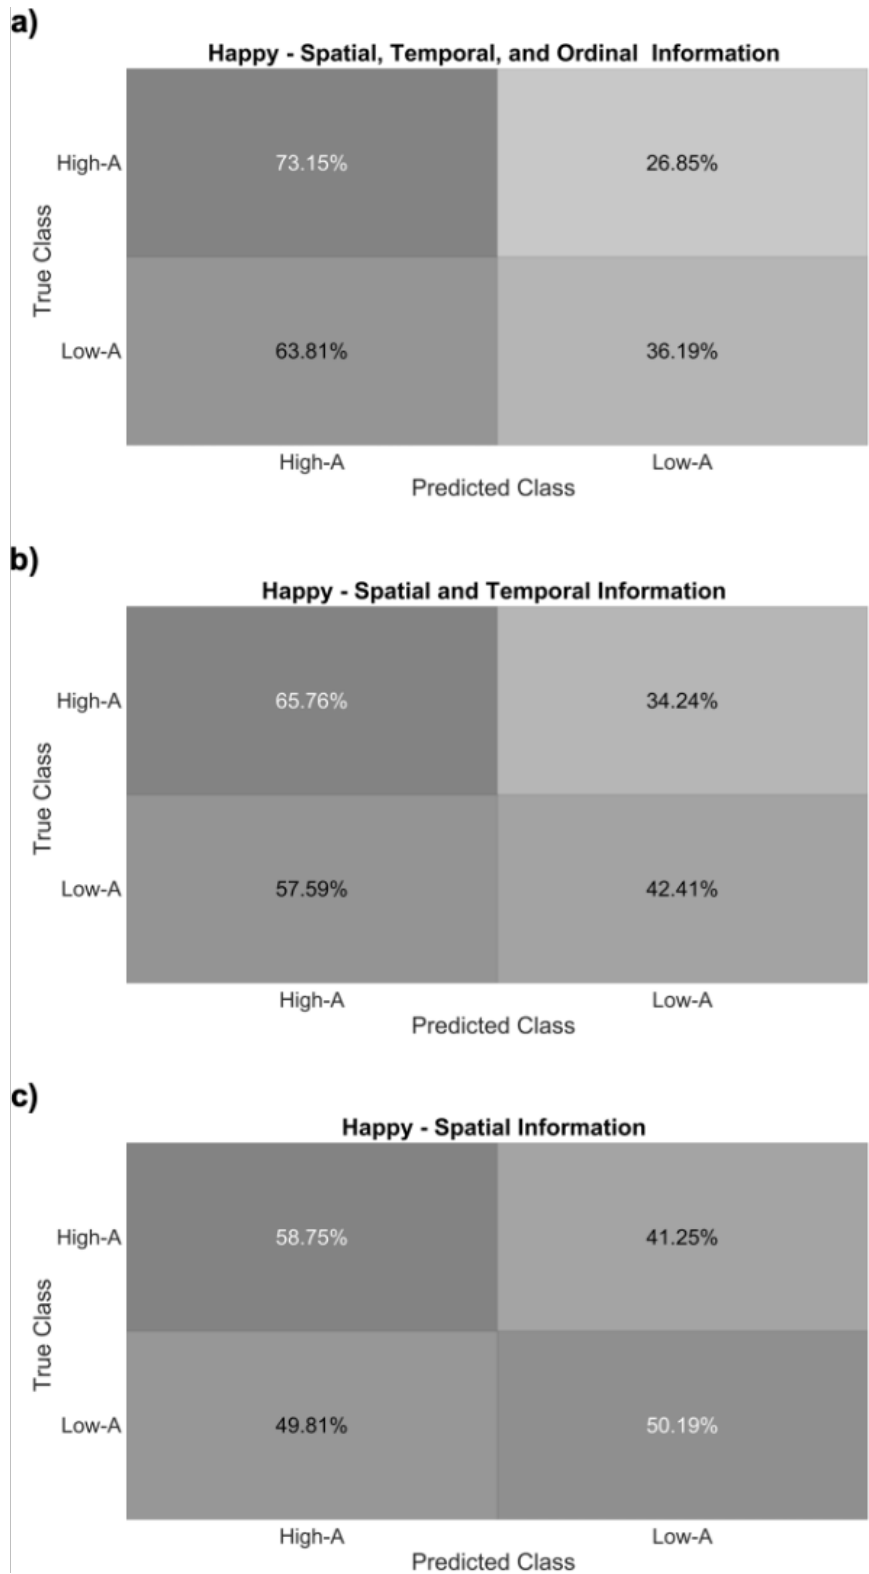 a)
Happy - Spatial, Temporal, and Ordinal Information
True Class
High-A
73.15%
26.85%
Low-A
63.81%
36.19%
High-A
Low-A
Predicted Class
b)
Happy - Spatial and Temporal Information
True Class
High-A
65.76%
34.24%
Low-A
57.59%
42.41%
High-A
Low-A
Predicted Class
c)
Happy - Spatial Information
True Class
High-A
58.75%
41.25%
Low-A
49.81%
50.19%
High-A
Low-A
Predicted Class